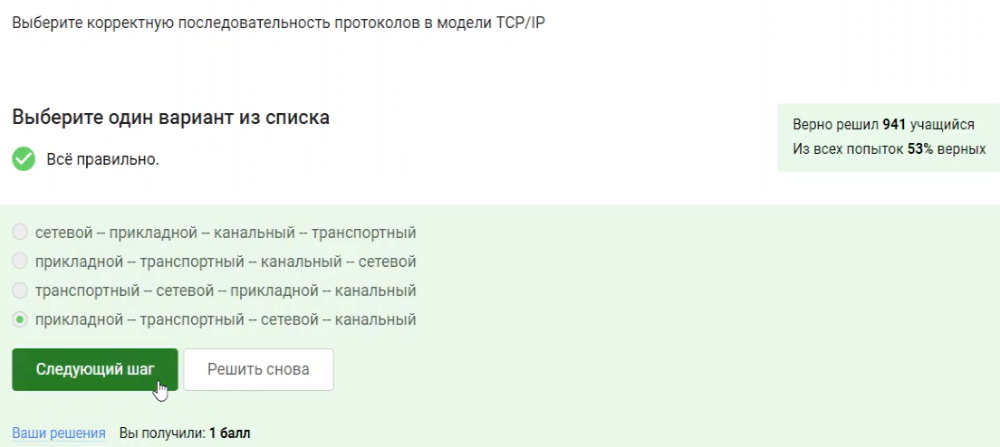 Выберите корректную последовательность протоколов в модели TCP/IP
Выберите один вариант из списка
Всё правильно.
Верно решил 941 учащийся
Из всех попыток 53% верных
сетевой -- прикладной -- канальный -- транспортный
прикладной -- транспортный -- канальный -- сетевой
транспортный -- сетевой -- прикладной -- канальный
прикладной -- транспортный -- сетевой -- канальный
Следующий шаг
Решить снова
Ваши решения Вы получили: 1 балл